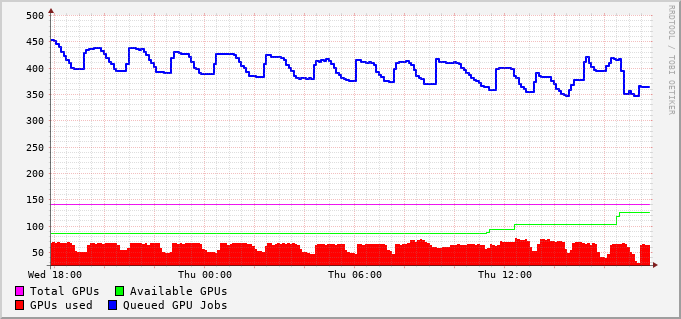 500
450
400
350
300
250
200
150
100
50
Wed 18:00 Thu 00:00 Thu 06:00 Thu 12:00
Total GPUs Available GPUs
GPUs used Queued GPU Jobs
RRDTOOL / TOBI OETIKER